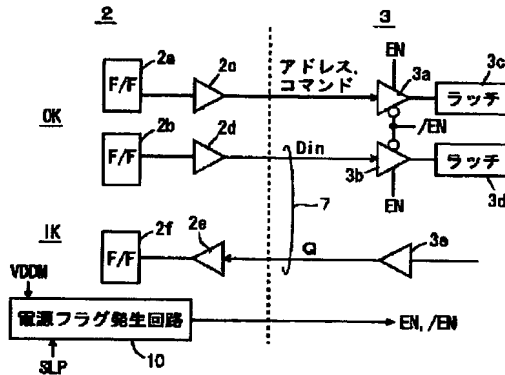 2
3
2a
2c
アドレス,
コマンド
EN
3a
3c
F/F
ラッチ
OK
2b
2d
Din
/EN
F/F
ラッチ
3b
3d
EN
7
IK
2f
2e
Q
3e
F/F
VDDM
電源フラグ発生回路
EN, /EN
SLP
10